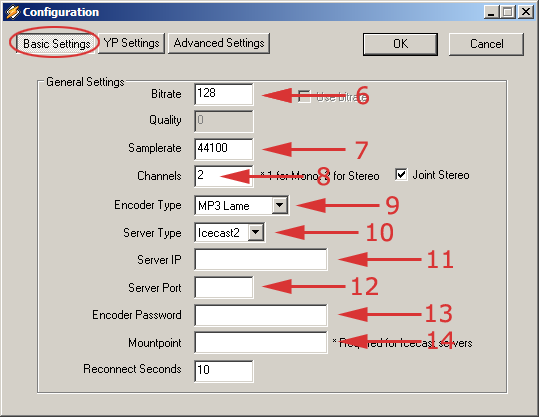 Configuration
Basic Settings YP Settings Advanced Settings OK Cancel
General Settings
Bitrate 128 Use bitrate 6
Quality 0
Samplerate 44100 7
Channels 2 * 1 for Mono, 2 for Stereo 8 Joint Stereo
Encoder Type MP3 Lame 9
Server Type Icecast2 10
Server IP 11
Server Port 12
Encoder Password 13
Mountpoint * Required for Icecast servers 14
Reconnect Seconds 10